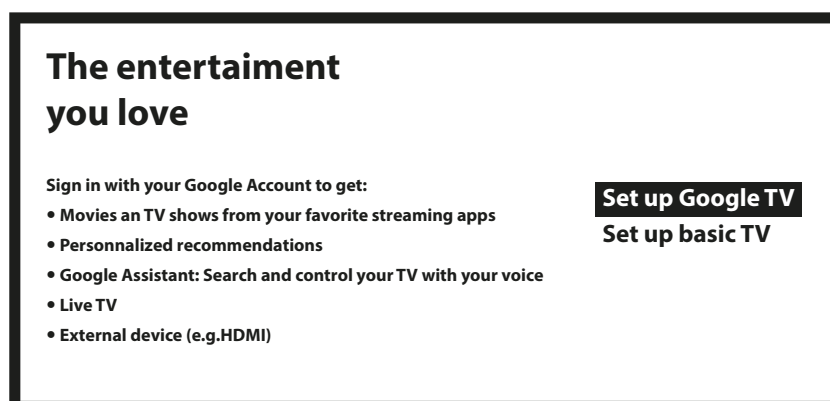 The entertaiment
you love
Sign in with your Google Account to get:
• Movies an TV shows from your favorite streaming apps
• Personnalized recommendations
• Google Assistant: Search and control your TV with your voice
• Live TV
• External device (e.g.HDMI)
Set up Google TV
Set up basic TV